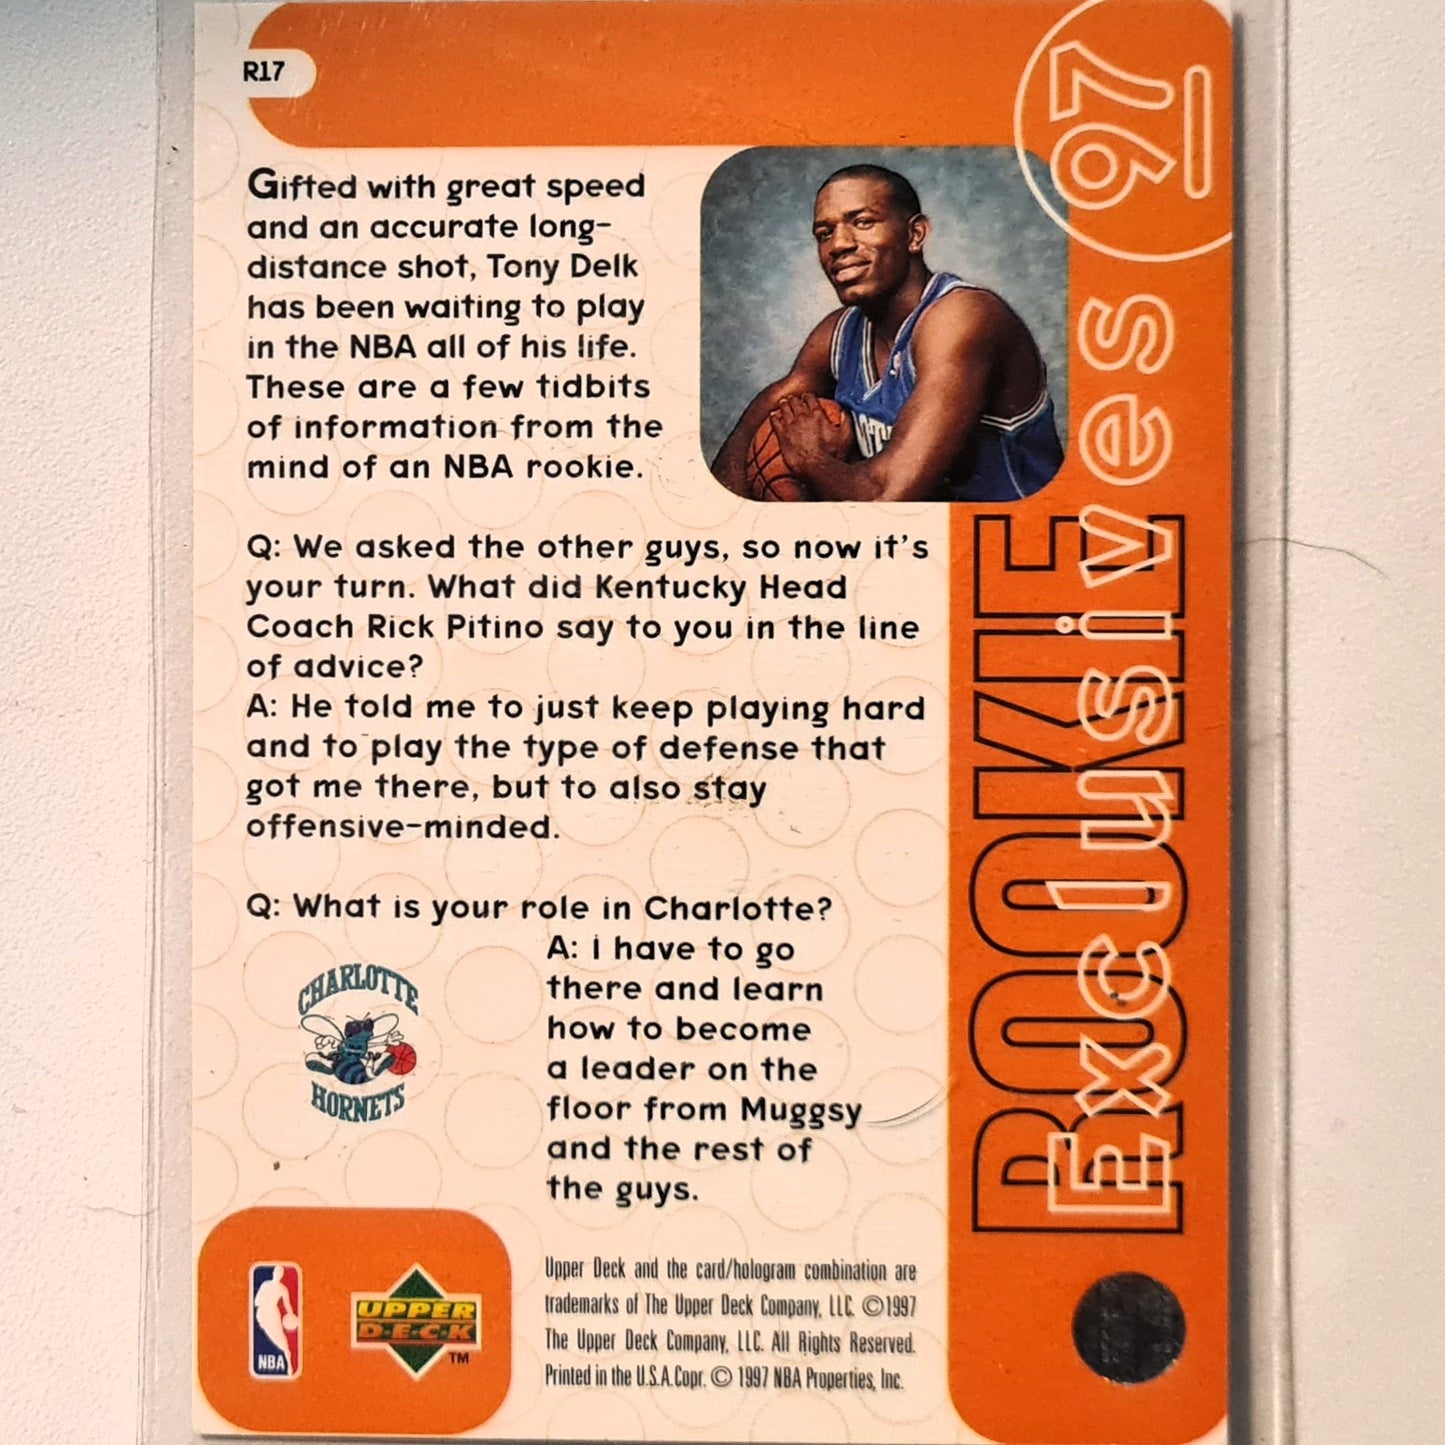 R17
Gifted with great speed
and an accurate long-
distance shot, Tony Delk
has been waiting to play
in the NBA all of his life.
These are a few tidbits
of information from the
mind of an NBA rookie.
Q: We asked the other guys, so now it's
your turn. What did Kentucky Head
Coach Rick Pitino say to you in the line
of advice?
A: He told me to just keep playing hard
and to play the type of defense that
got me there, but to also stay
offensive-minded.
Q: What is your role in Charlotte?
A: I have to go
there and learn
how to become
a leader on the
floor from Muggsy
and the rest of
the guys.
CHARLOTTE
HORNETS
NBA
UPPER
D·E·C·K
TM
Upper Deck and the card/hologram combination are
trademarks of The Upper Deck Company, LLC. ©1997
The Upper Deck Company, LLC. All Rights Reserved.
Printed in the U.S.A. Copr. © 1997 NBA Properties, Inc.
ROOKIE
Exclusives 97